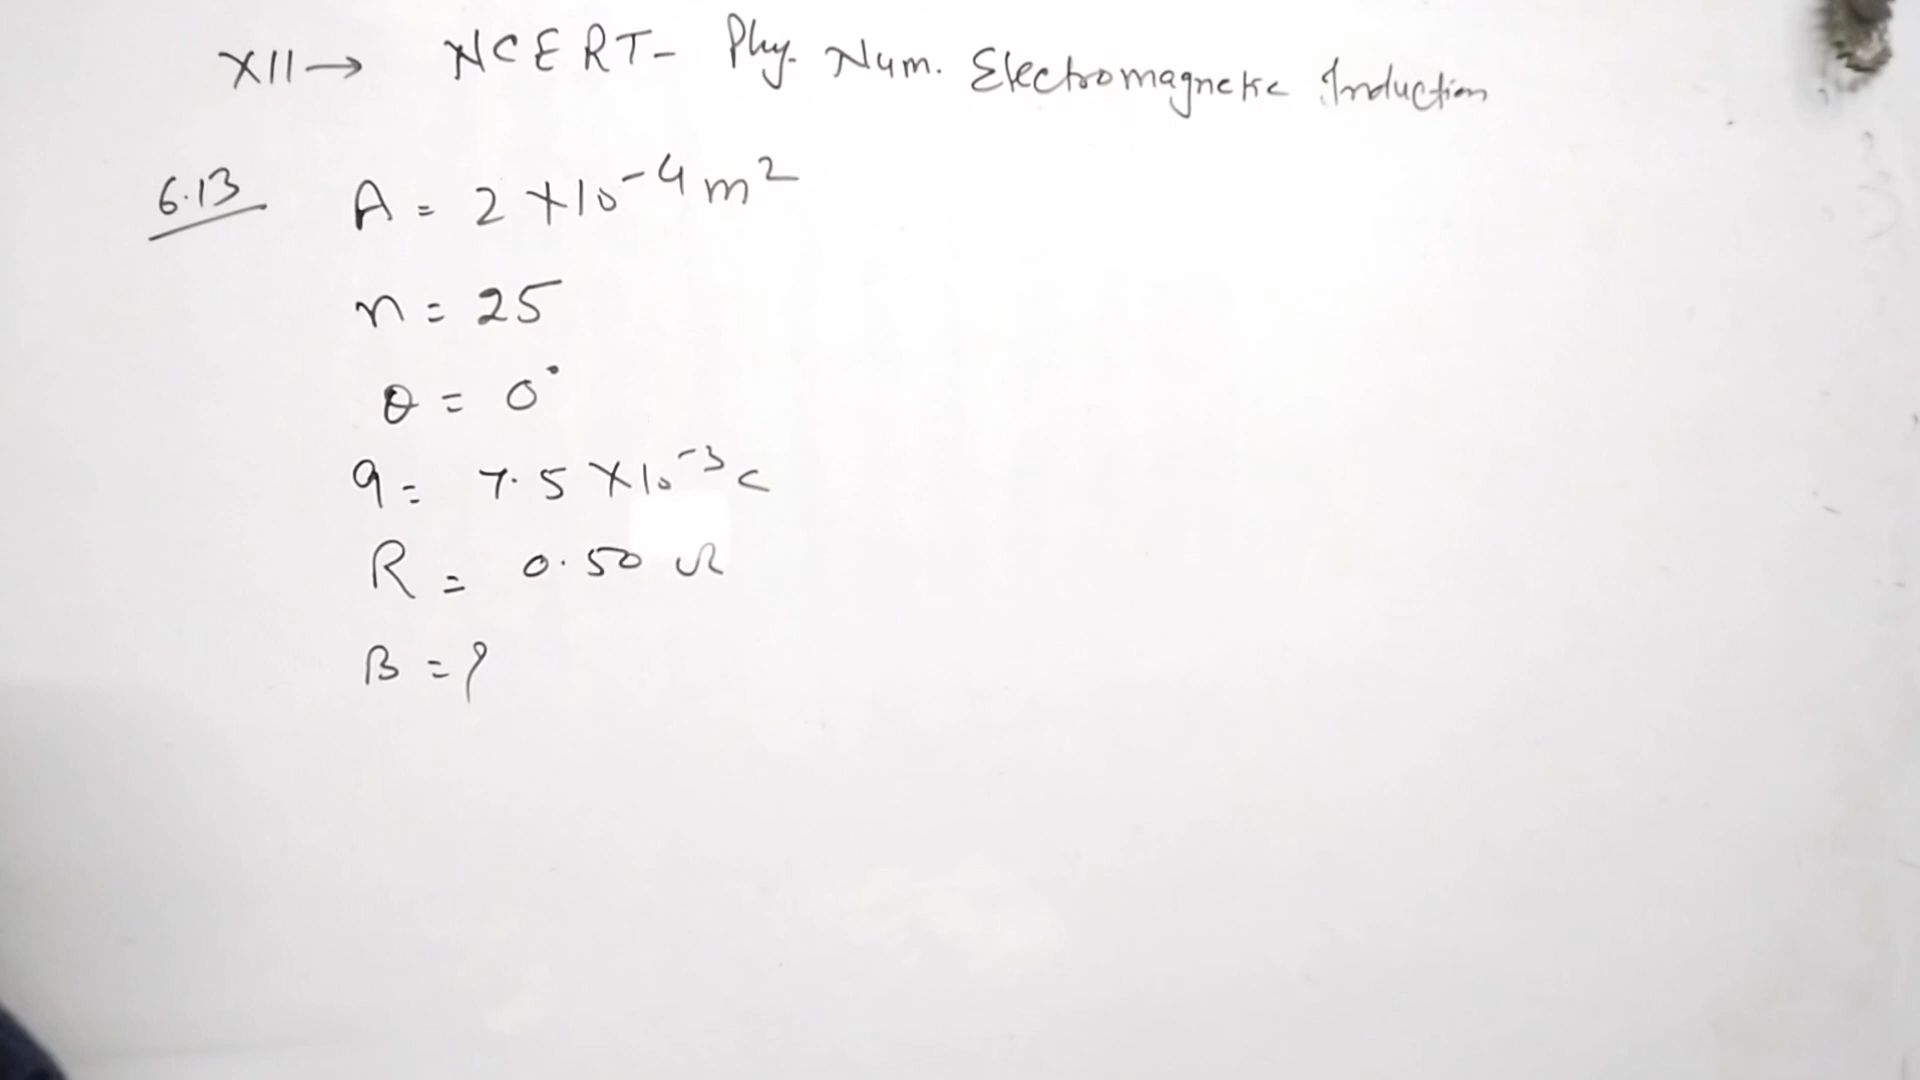 XII → NCERT- Phy. Num. Electromagnetic Induction
6.13 A = 2 × 10⁻⁴ m²
n = 25
θ = 0°
q = 7.5 × 10⁻³ C
R = 0.50 Ω
B = ?